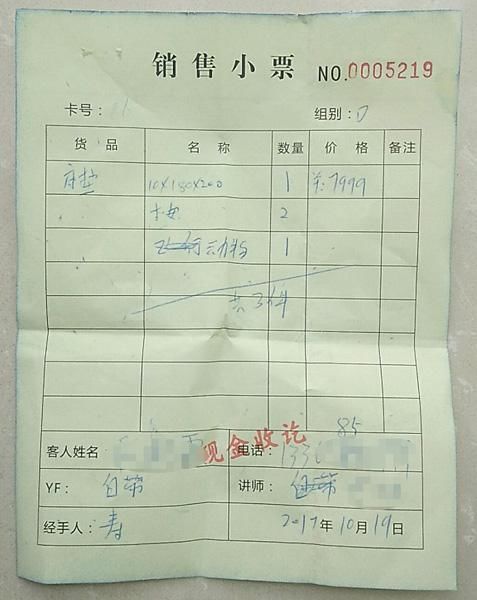 销售小票 NO.0005219
卡号: 组别:
货品 名称 数量 价格 备注
床垫 10×180×200 1 7999
2
1
共3件
85
客人姓名 现金收讫 电话:
YF: 自带 讲师: 自带
经手人:寿 2017年10月19日